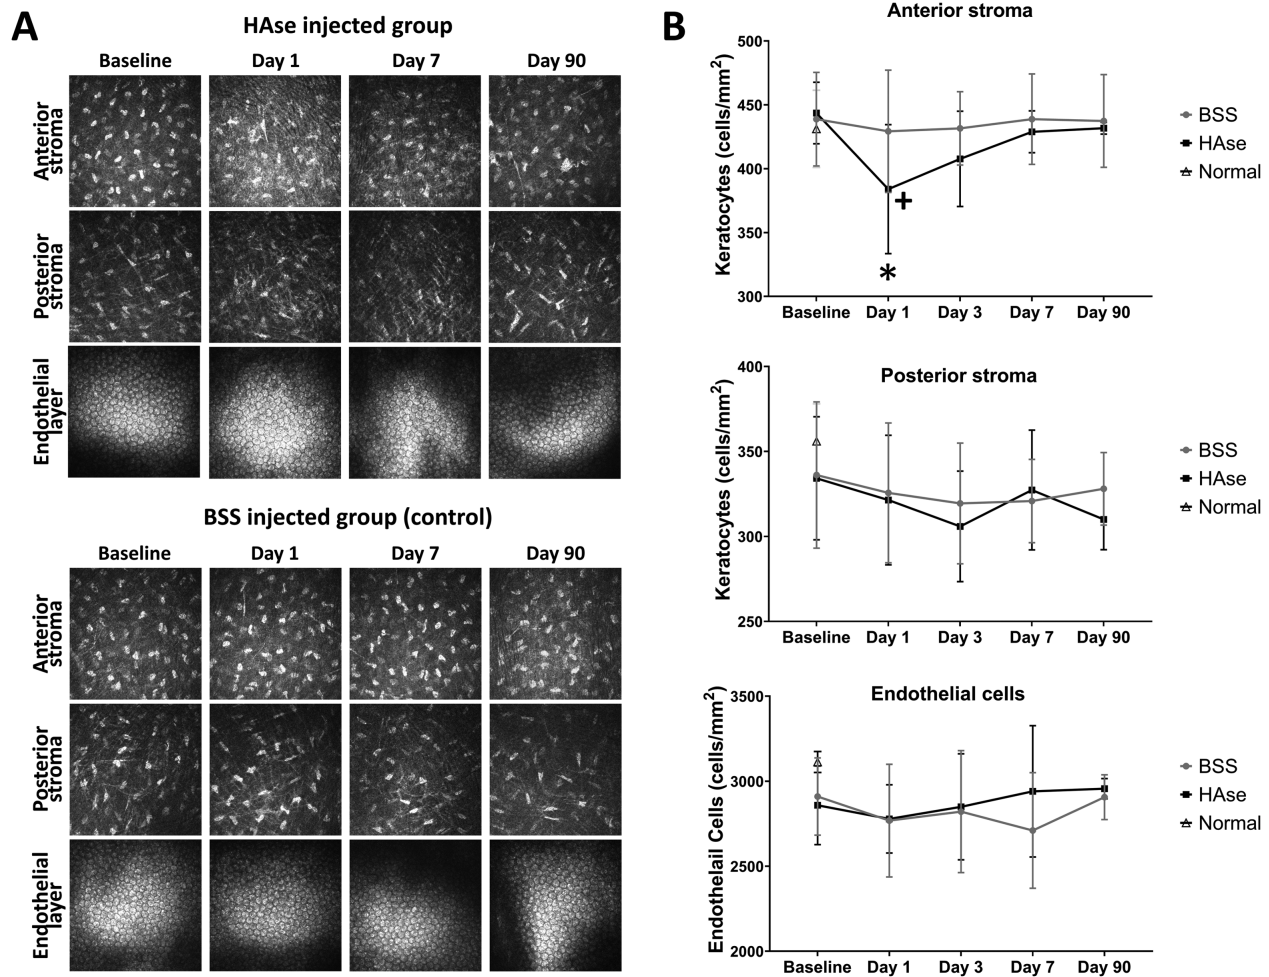 A
HAse injected group
Baseline Day 1 Day 7 Day 90
Anterior
stroma
Posterior
stroma
Endothelial
layer
BSS injected group (control)
Baseline Day 1 Day 7 Day 90
Anterior
stroma
Posterior
stroma
Endothelial
layer
B
Anterior stroma
Keratocytes (cells/mm²)
500
450
400
350
300
+
*
Baseline Day 1 Day 3 Day 7 Day 90
BSS
HAse
Normal
Posterior stroma
Keratocytes (cells/mm²)
400
350
300
250
Baseline Day 1 Day 3 Day 7 Day 90
BSS
HAse
Normal
Endothelial cells
Endothelail Cells (cells/mm²)
3500
3000
2500
2000
Baseline Day 1 Day 3 Day 7 Day 90
BSS
HAse
Normal